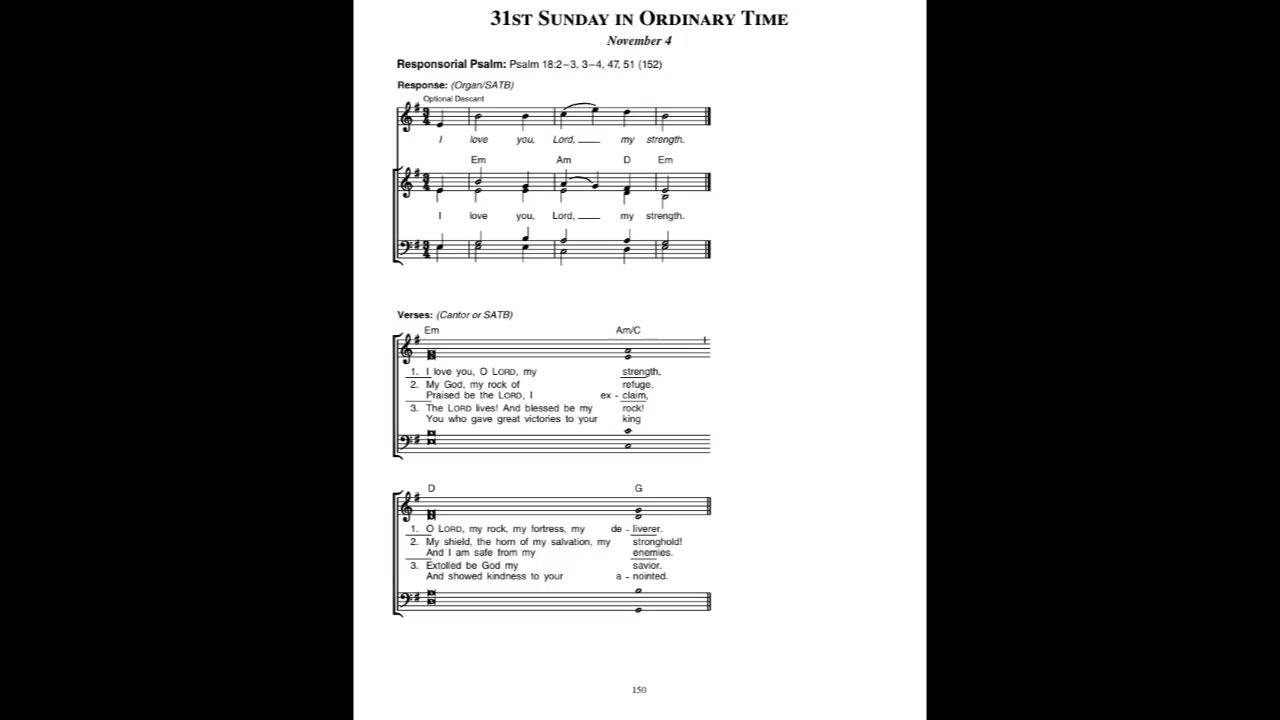 31ST SUNDAY IN ORDINARY TIME
November 4
Responsorial Psalm: Psalm 18:2–3, 3–4, 47, 51 (152)
Response: (Organ/SATB)
Optional Descant
I love you, Lord, ____ my strength.
Em Am D Em
I love you, Lord, ____ my strength.
Verses: (Cantor or SATB)
Em Am/C
1. I love you, O LORD, my strength,
2. My God, my rock of refuge,
Praised be the LORD, I ex - claim,
3. The LORD lives! And blessed be my rock!
You who gave great victories to your king
D G
1. O LORD, my rock, my fortress, my de - liverer.
2. My shield, the horn of my salvation, my stronghold!
And I am safe from my enemies.
3. Extolled be God my savior.
And showed kindness to your a - nointed.
150